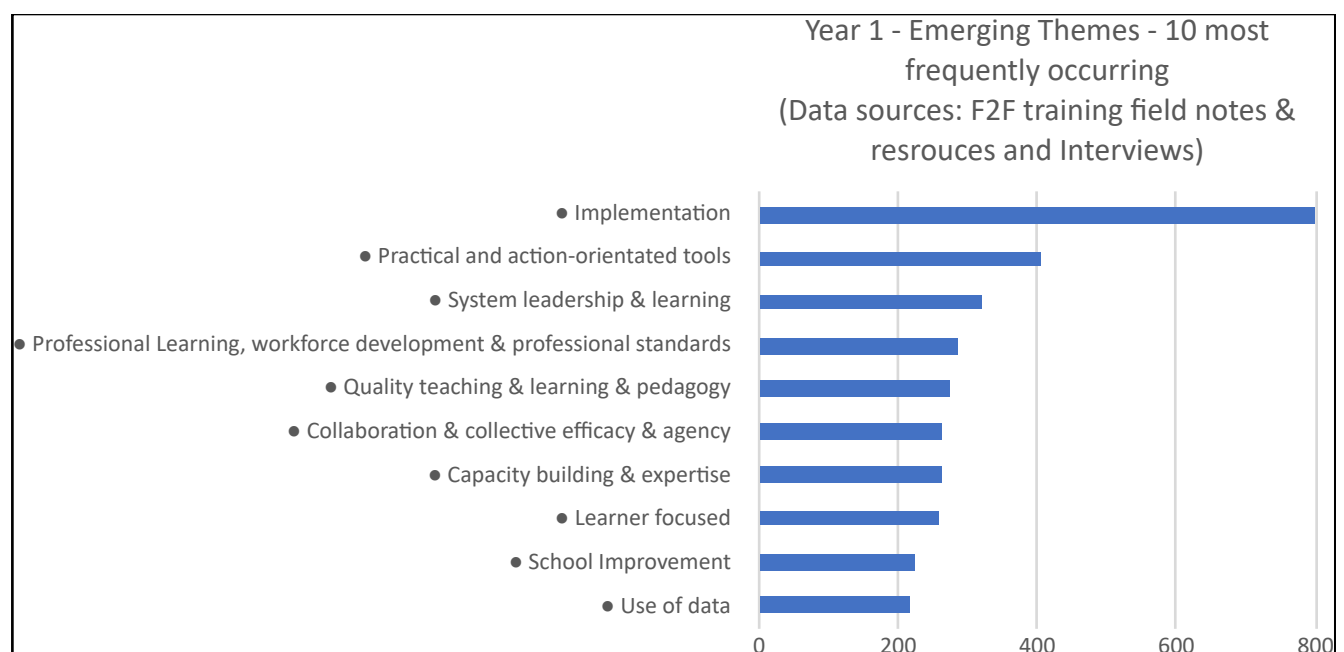 Year 1 - Emerging Themes - 10 most
frequently occurring
(Data sources: F2F training field notes &
resrouces and Interviews)
● Implementation
● Practical and action-orientated tools
● System leadership & learning
● Professional Learning, workforce development & professional standards
● Quality teaching & learning & pedagogy
● Collaboration & collective efficacy & agency
● Capacity building & expertise
● Learner focused
● School Improvement
● Use of data
0 200 400 600 800